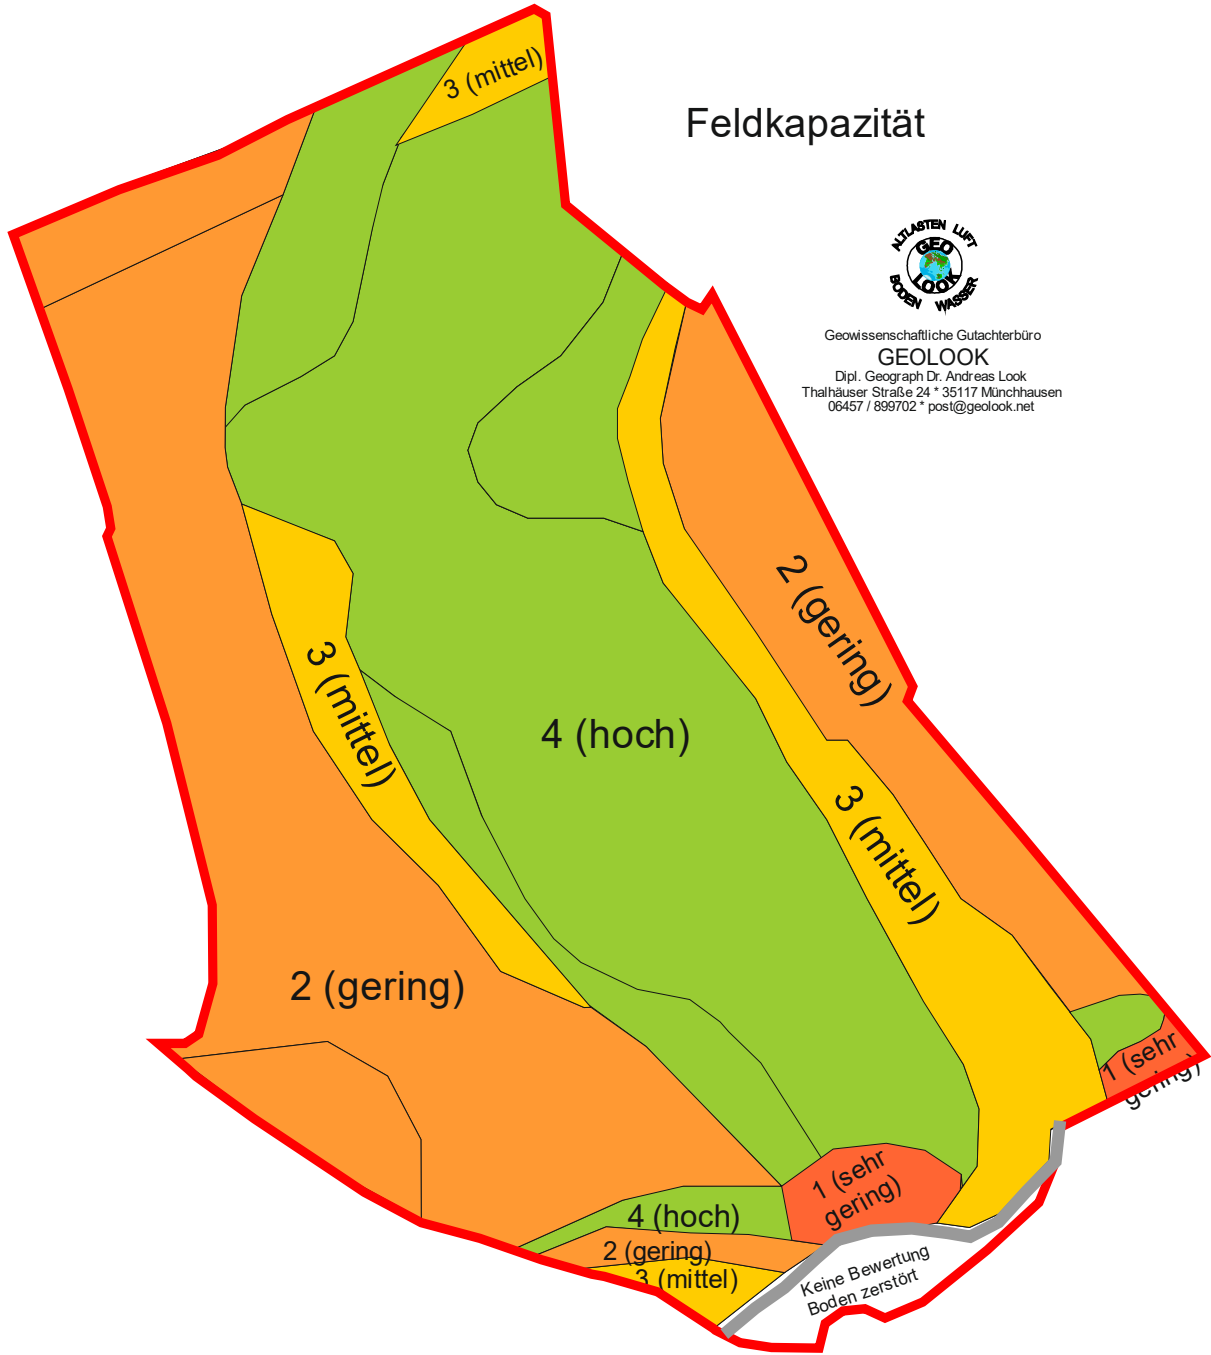 3 (mittel)
Feldkapazität
ALTLASTEN LUFT
GEO
LOOK
BODEN WASSER
Geowissenschaftliche Gutachterbüro
GEOLOOK
Dipl. Geograph Dr. Andreas Look
Thalhäuser Straße 24 * 35117 Münchhausen
06457 / 899702 * post@geolook.net
2 (gering)
3 (mittel)
4 (hoch)
3 (mittel)
2 (gering)
1 (sehr
gering)
1 (sehr
gering)
4 (hoch)
2 (gering)
3 (mittel)
Keine Bewertung
Boden zerstört